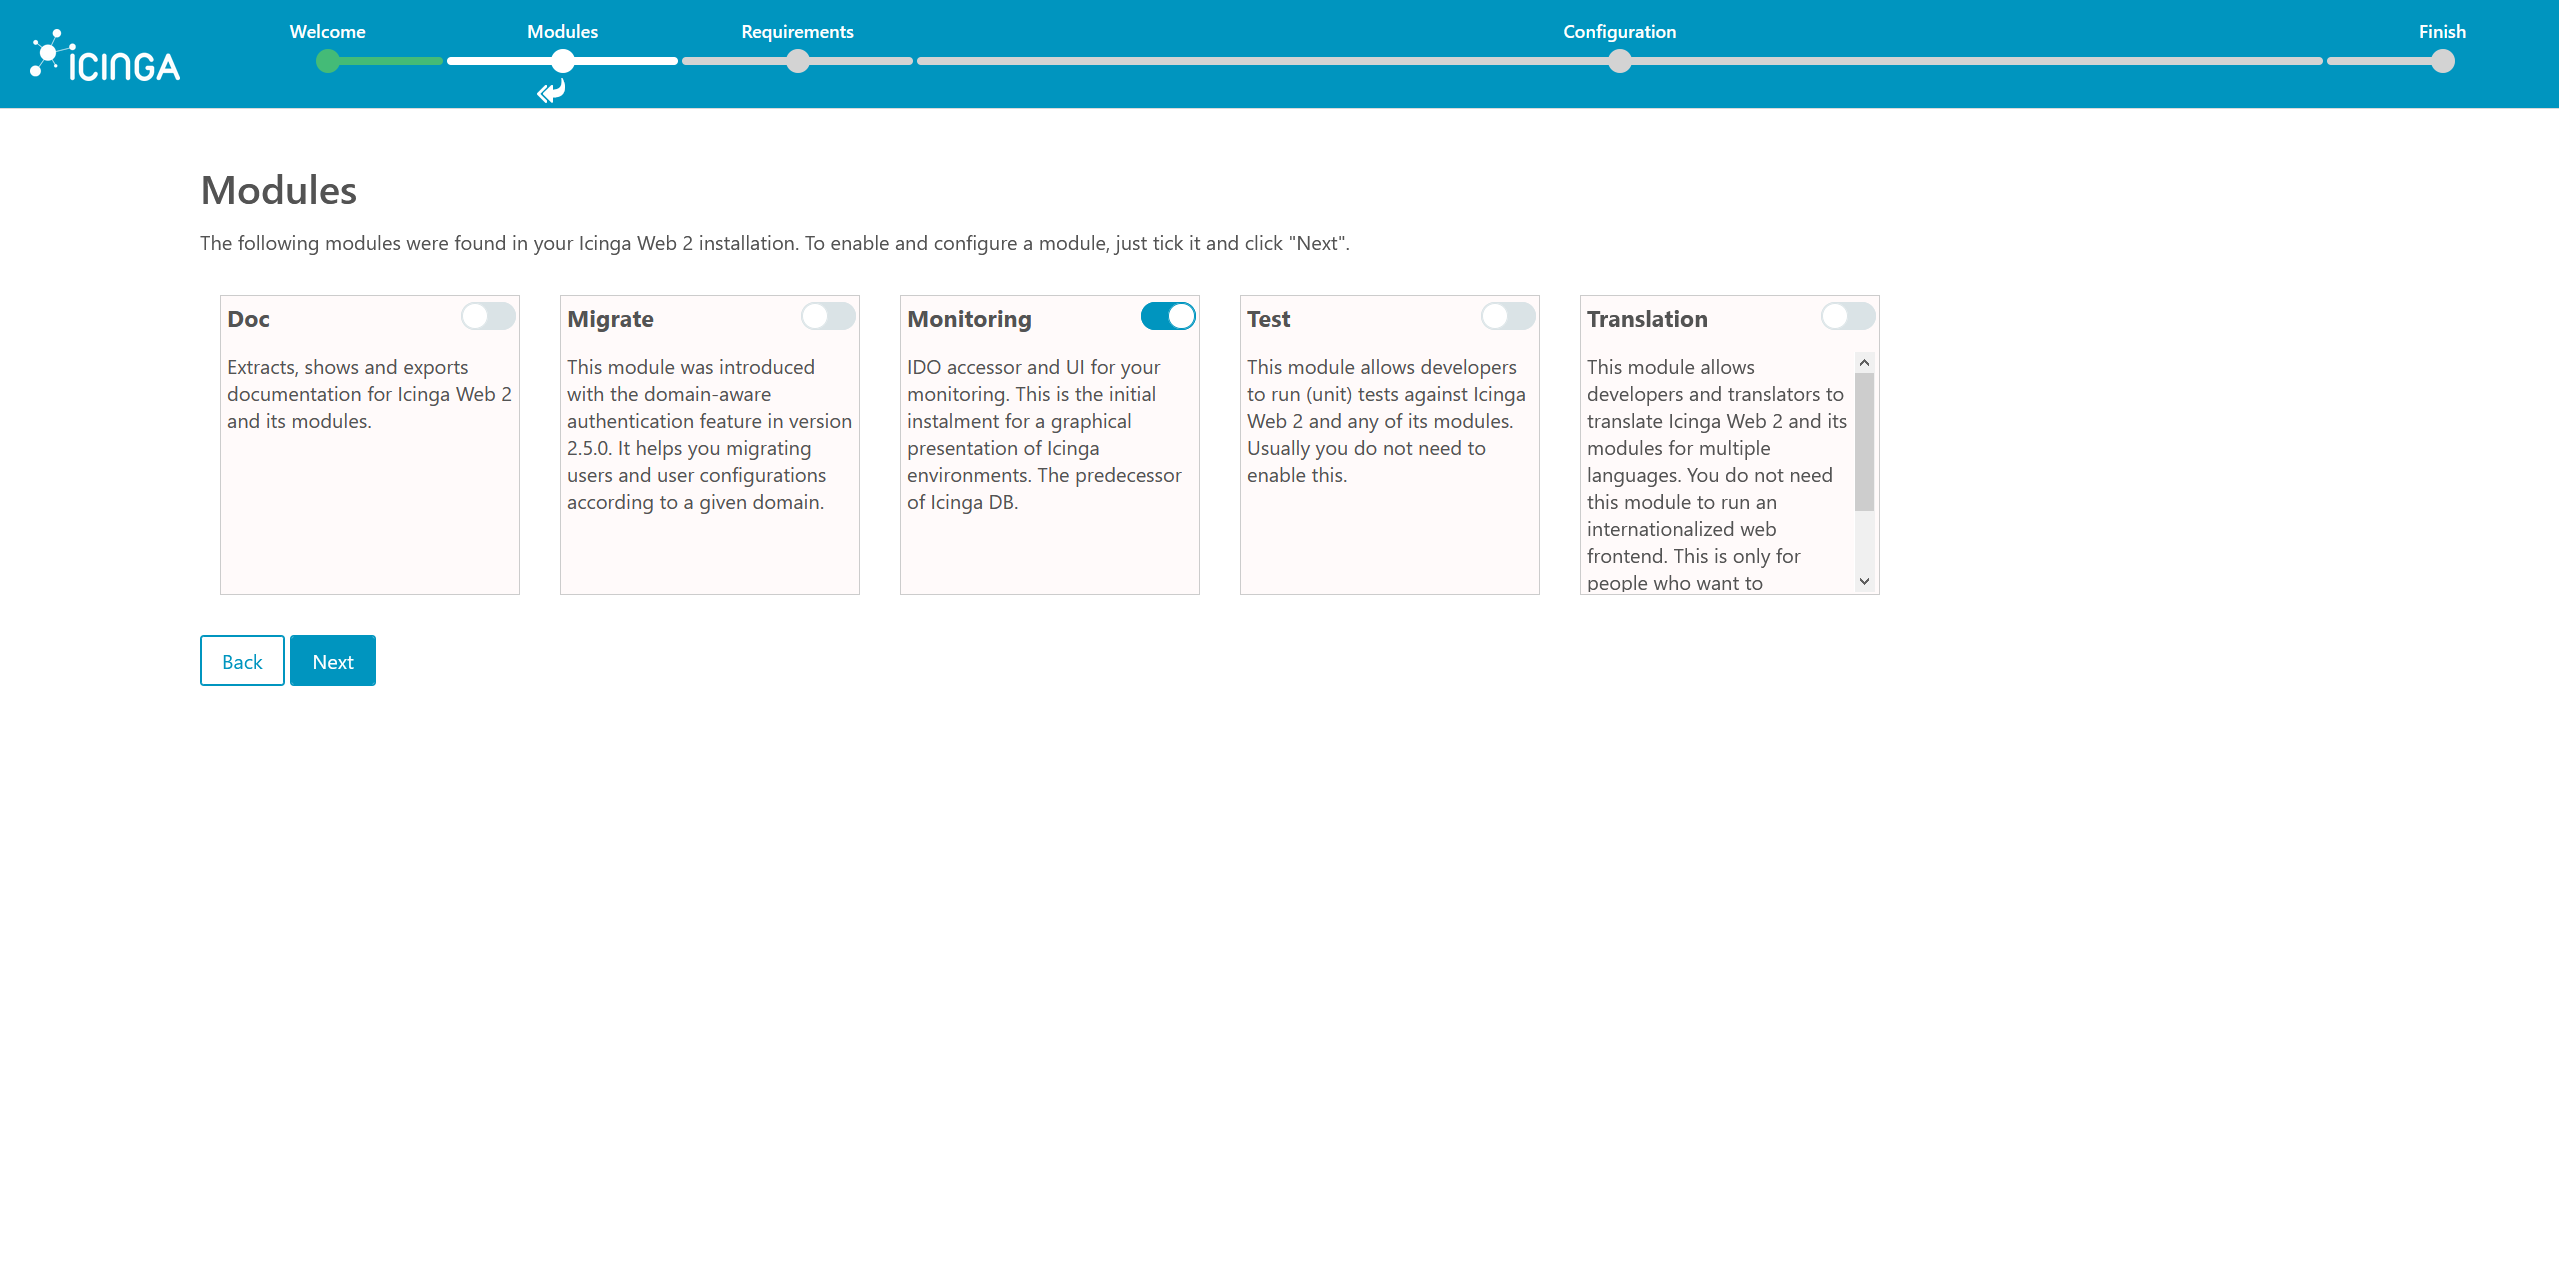 Welcome
Modules
Requirements
Configuration
Finish
ICINGA
Modules
The following modules were found in your Icinga Web 2 installation. To enable and configure a module, just tick it and click "Next".
Doc
Extracts, shows and exports
documentation for Icinga Web 2
and its modules.
Migrate
This module was introduced
with the domain-aware
authentication feature in version
2.5.0. It helps you migrating
users and user configurations
according to a given domain.
Monitoring
IDO accessor and UI for your
monitoring. This is the initial
instalment for a graphical
presentation of Icinga
environments. The predecessor
of Icinga DB.
Test
This module allows developers
to run (unit) tests against Icinga
Web 2 and any of its modules.
Usually you do not need to
enable this.
Translation
This module allows
developers and translators to
translate Icinga Web 2 and its
modules for multiple
languages. You do not need
this module to run an
internationalized web
frontend. This is only for
people who want to
Back
Next